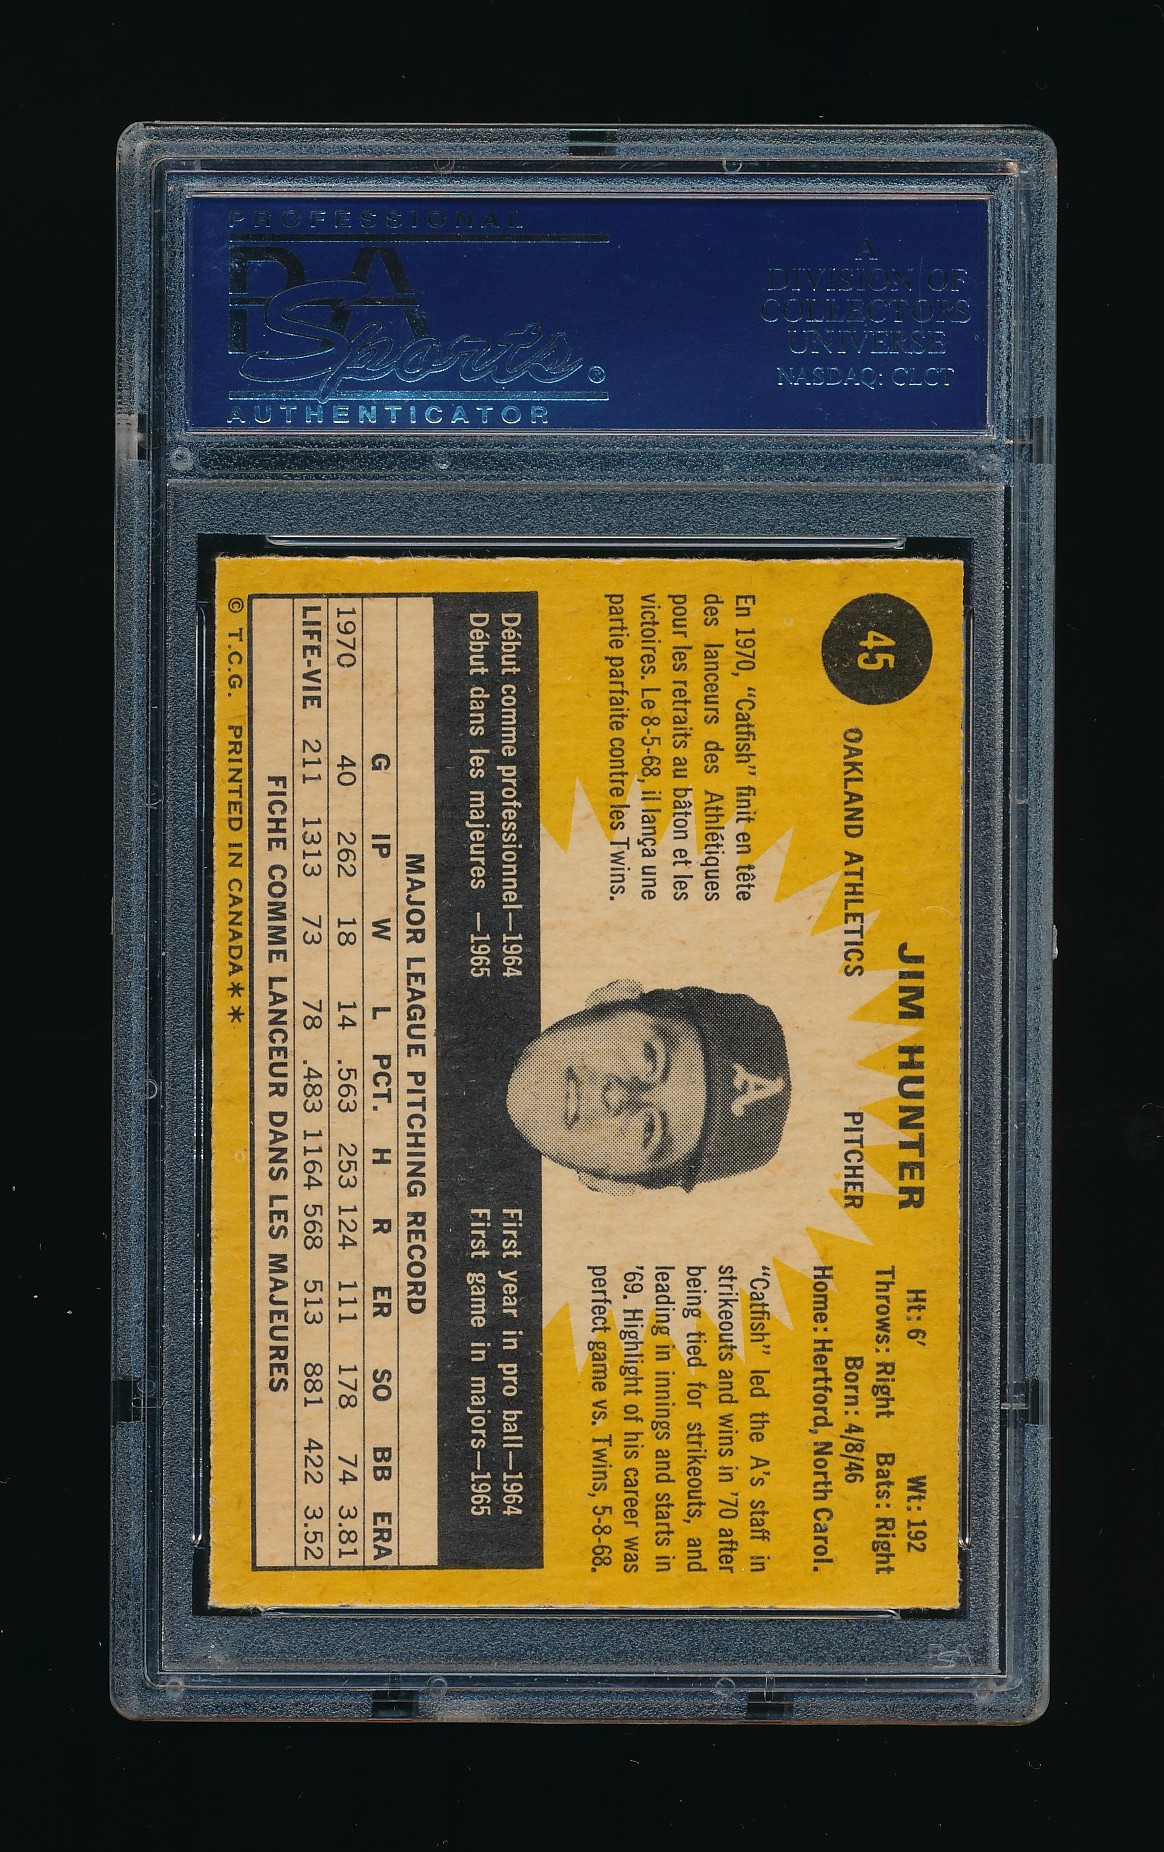 PROFESSIONAL
PSA
Sports®
AUTHENTICATOR
A
DIVISION OF
COLLECTORS
UNIVERSE
NASDAQ: CLCT
45
JIM HUNTER
OAKLAND ATHLETICS PITCHER
Ht: 6' Wt: 192
Throws: Right Bats: Right
Born: 4/8/46
Home: Hertford, North Carol.
En 1970, “Catfish” finit en tête
des lanceurs des Athlétiques
pour les retraits au bâton et les
victoires. Le 8-5-68, il lança une
partie parfaite contre les Twins.
A
“Catfish” led the A's staff in
strikeouts and wins in '70 after
being tied for strikeouts, and
leading in innings and starts in
'69. Highlight of his career was
perfect game vs. Twins, 5-8-68.
Début comme professionnel—1964
Début dans les majeures —1965
First year in pro ball—1964
First game in majors—1965
MAJOR LEAGUE PITCHING RECORD
G IP W L PCT. H R ER SO BB ERA
1970 40 262 18 14 .563 253 124 111 178 74 3.81
LIFE-VIE 211 1313 73 78 .483 1164 568 513 881 422 3.52
FICHE COMME LANCEUR DANS LES MAJEURES
© T.C.G. PRINTED IN CANADA**
PSA